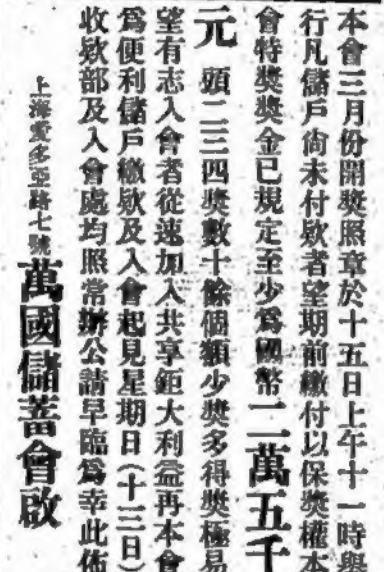 本會三月份開獎照章於十五日上午十一時舉
行凡儲戶尙未付欵者望期前繳付以保獎權本
會特獎獎金已規定至少爲國幣二萬五千
元 頭二三四獎數十餘個額少獎多得獎極易
望有志入會者從速加入共享鉅大利益再本會
爲便利儲戶繳欵及入會起見星期日(十三日)
收欵部及入會處均照常辦公請早臨爲幸此佈
上海愛多亞路七號萬國儲蓄會啟